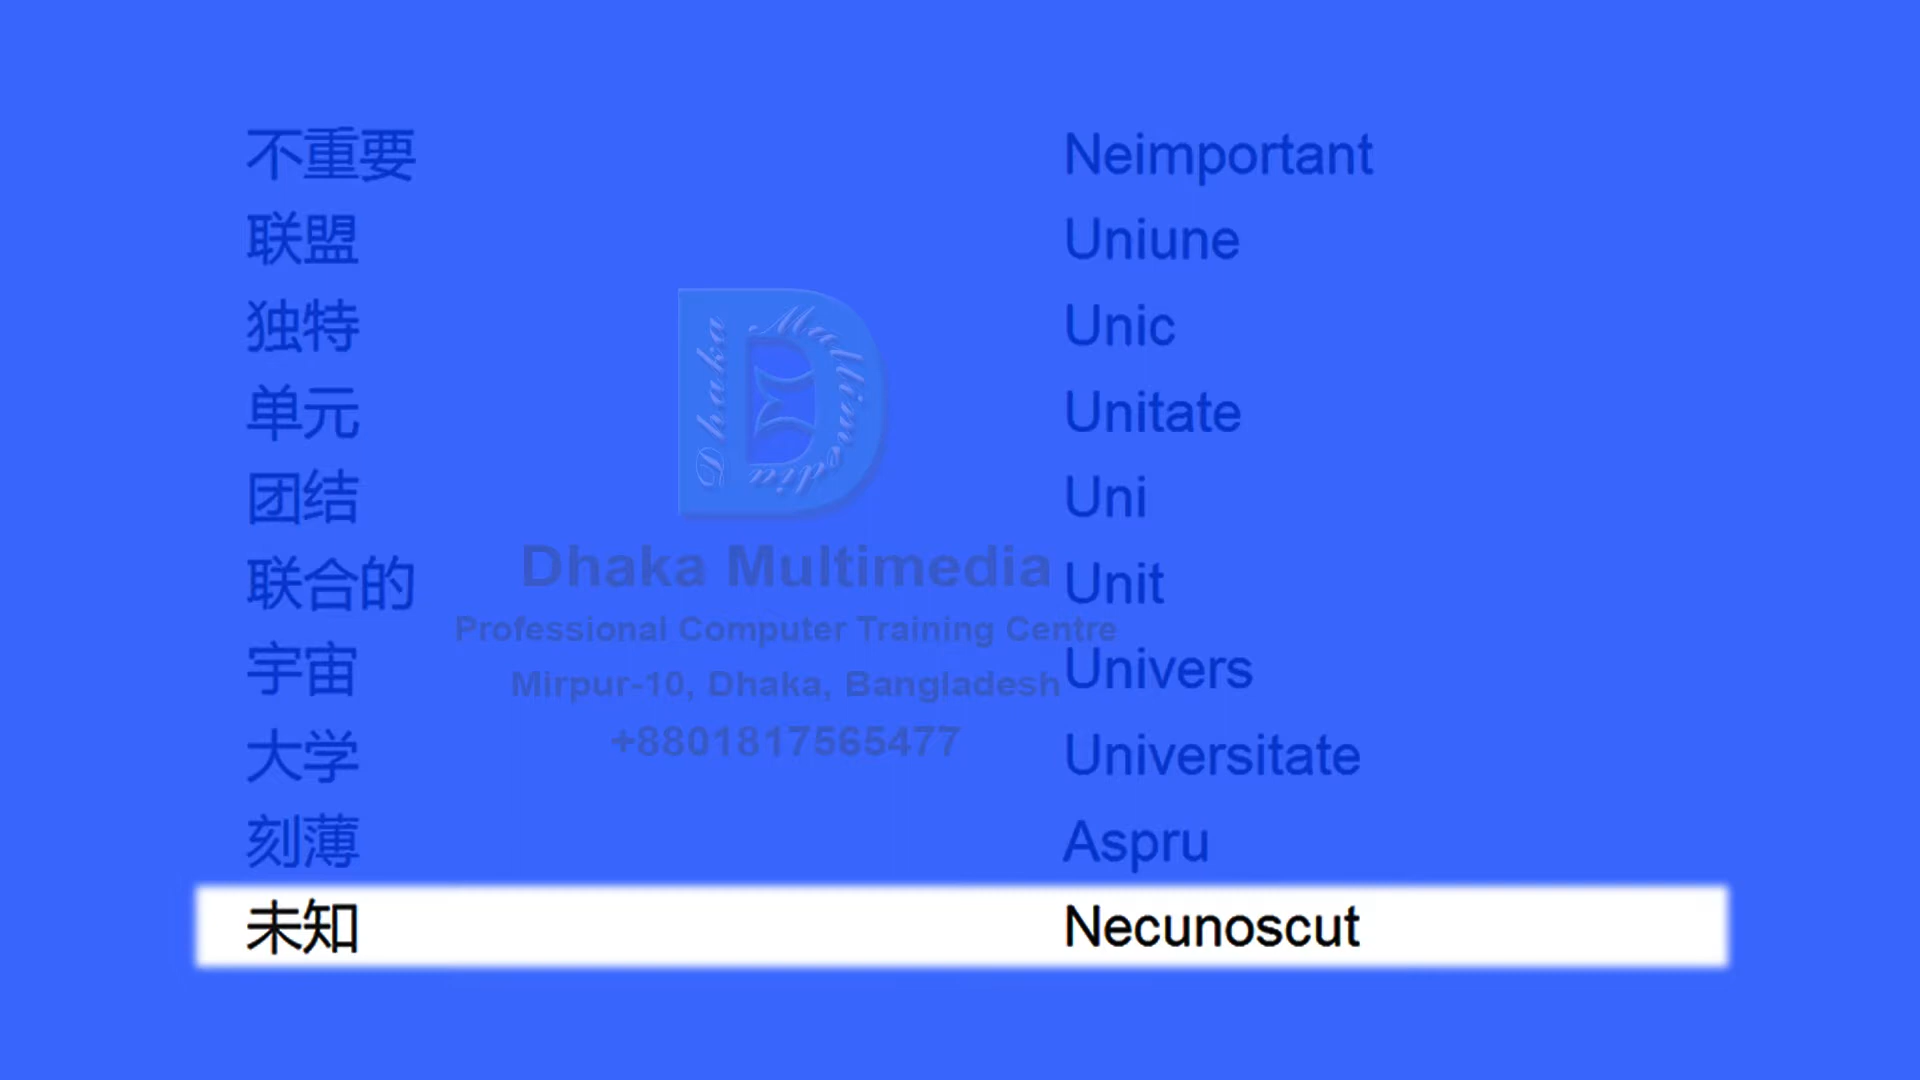 不重要 Neimportant
联盟 Uniune
独特 Unic
单元 Unitate
团结 Uni
联合的 Unit
宇宙 Univers
大学 Universitate
刻薄 Aspru
未知 Necunoscut
Dhaka Multimedia
Dhaka Multimedia
Professional Computer Training Centre
Mirpur-10, Dhaka, Bangladesh
+8801817565477